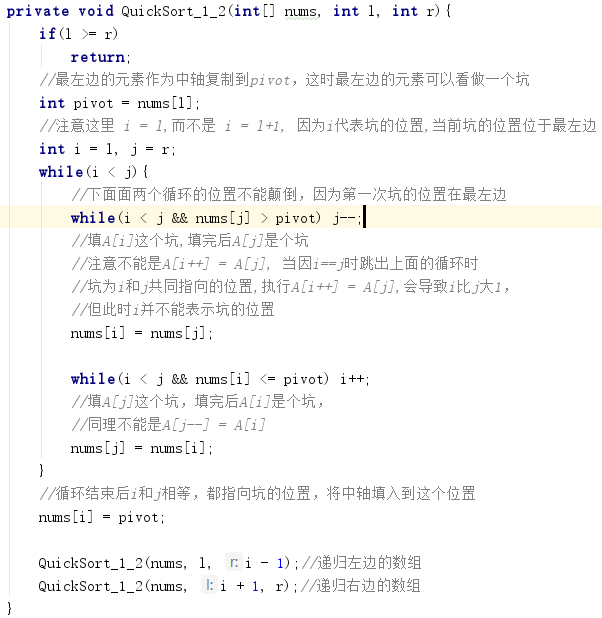 private void QuickSort_1_2(int[] nums, int l, int r){
if(l >= r)
return;
//最左边的元素作为中轴复制到pivot，这时最左边的元素可以看做一个坑
int pivot = nums[l];
//注意这里 i = l,而不是 i = l+1, 因为i代表坑的位置,当前坑的位置位于最左边
int i = l, j = r;
while(i < j){
//下面面两个循环的位置不能颠倒，因为第一次坑的位置在最左边
while(i < j && nums[j] > pivot) j--;
//填A[i]这个坑,填完后A[j]是个坑
//注意不能是A[i++] = A[j], 当因i==j时跳出上面的循环时
//坑为i和j共同指向的位置,执行A[i++] = A[j],会导致i比j大1，
//但此时i并不能表示坑的位置
nums[i] = nums[j];
while(i < j && nums[i] <= pivot) i++;
//填A[j]这个坑，填完后A[i]是个坑，
//同理不能是A[j--] = A[i]
nums[j] = nums[i];
}
//循环结束后i和j相等，都指向坑的位置，将中轴填入到这个位置
nums[i] = pivot;
QuickSort_1_2(nums, l, r: i - 1);//递归左边的数组
QuickSort_1_2(nums, l: i + 1, r);//递归右边的数组
}